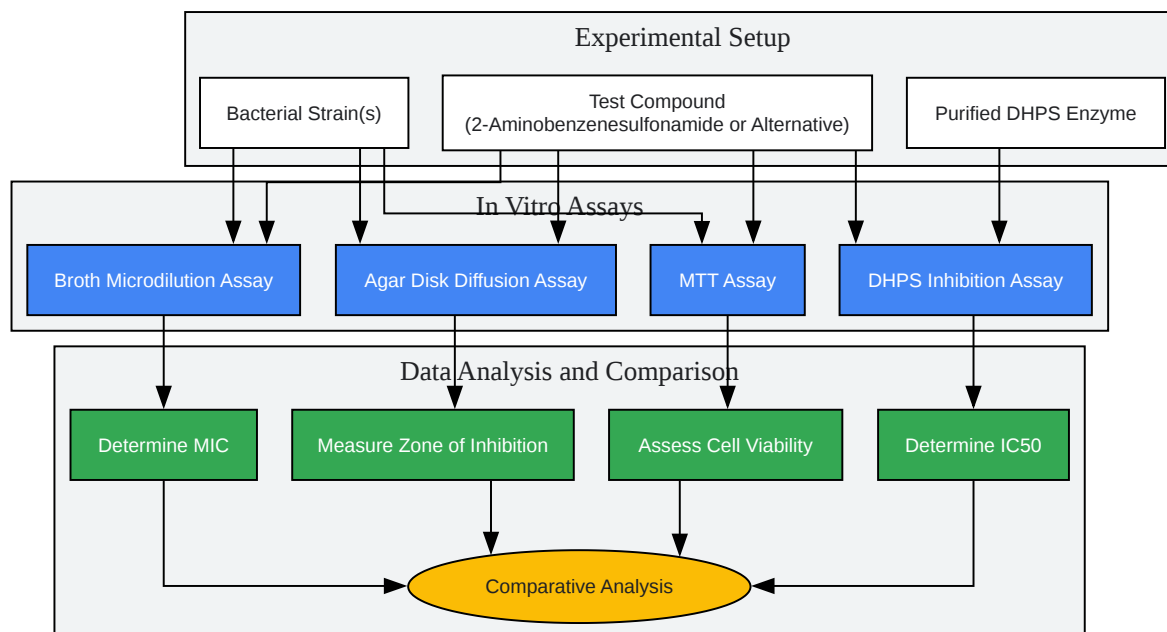 Experimental Setup
Bacterial Strain(s)
Test Compound
(2-Aminobenzenesulfonamide or Alternative)
Purified DHPS Enzyme
In Vitro Assays
Broth Microdilution Assay
Agar Disk Diffusion Assay
MTT Assay
DHPS Inhibition Assay
Data Analysis and Comparison
Determine MIC
Measure Zone of Inhibition
Assess Cell Viability
Determine IC50
Comparative Analysis